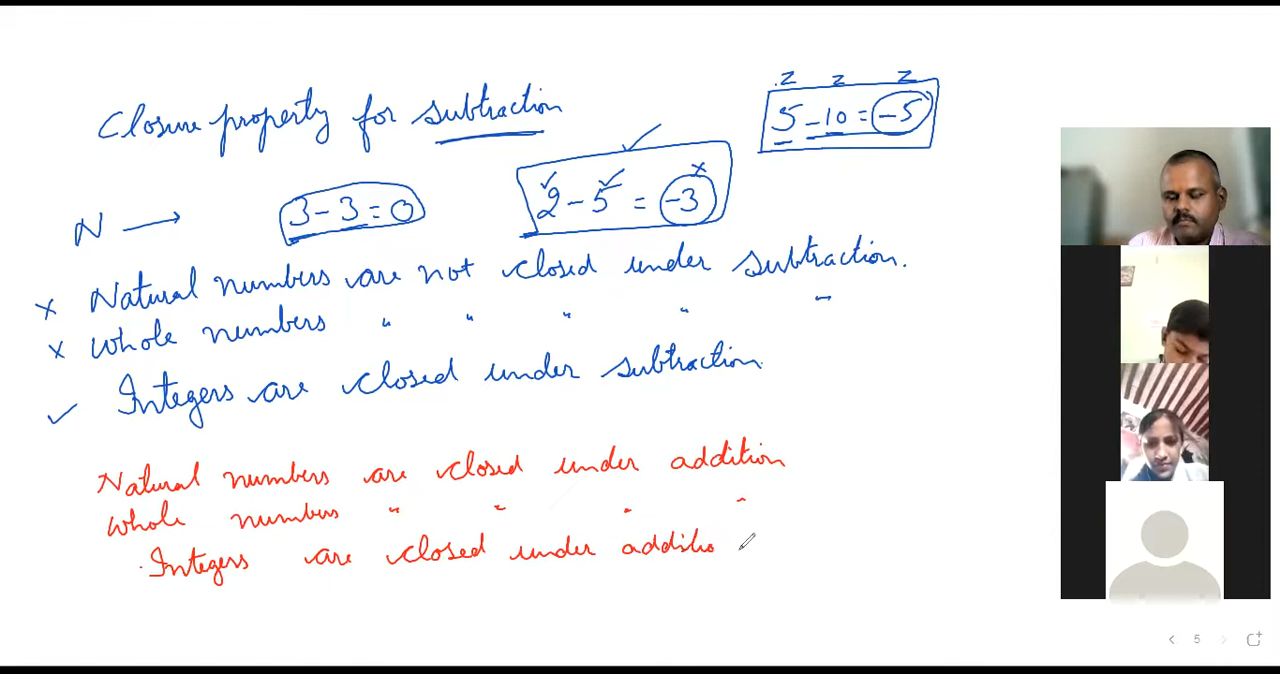 Closure property for subtraction
Z Z Z
5 - 10 = -5
N → 3 - 3 = 0 2 - 5 = -3
x Natural numbers are not closed under subtraction.
x Whole numbers " " " " "
✓ Integers are closed under subtraction.
Natural numbers are closed under addition
Whole numbers " " " "
Integers are closed under additio
5